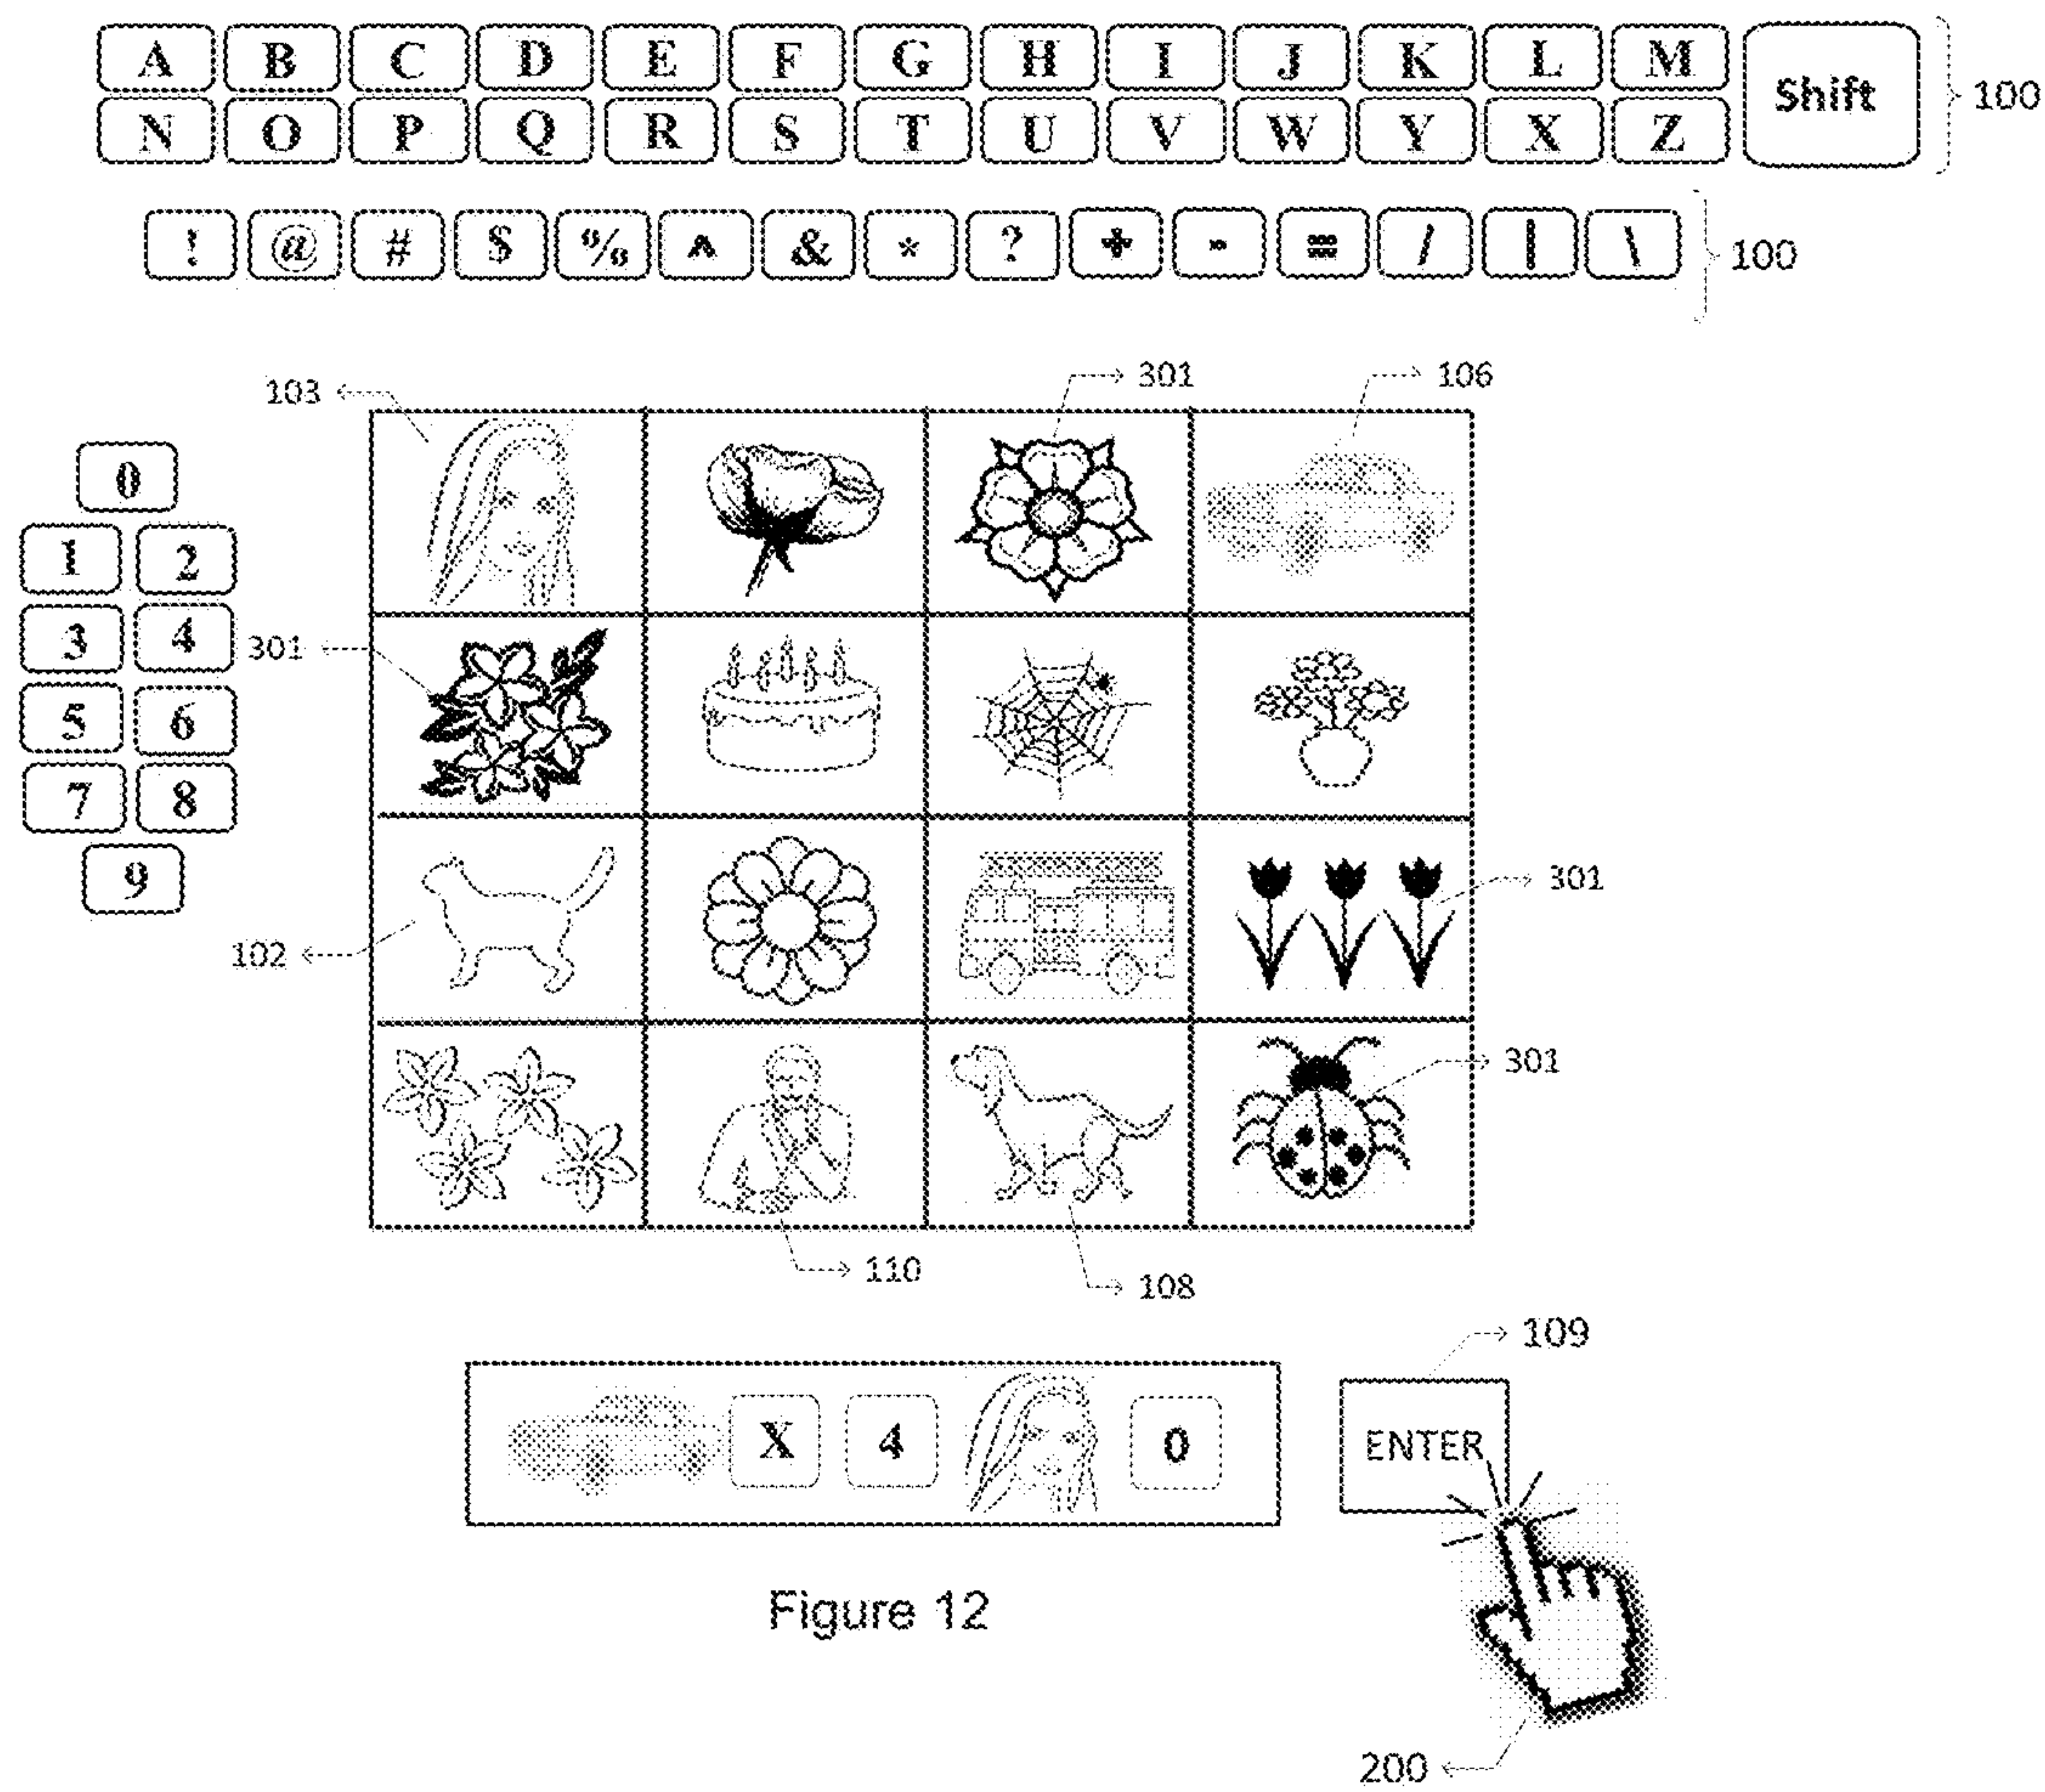 A B C D E F G H I J K L M Shift 100
N O P Q R S T U V W Y X Z
! @ # $ % ^ & * ? + - = / | \ 100
103 301 106
0
1 2
3 4 301
5 6
7 8
9 301
102
301
110
108
109
X 4 0 ENTER
Figure 12
200